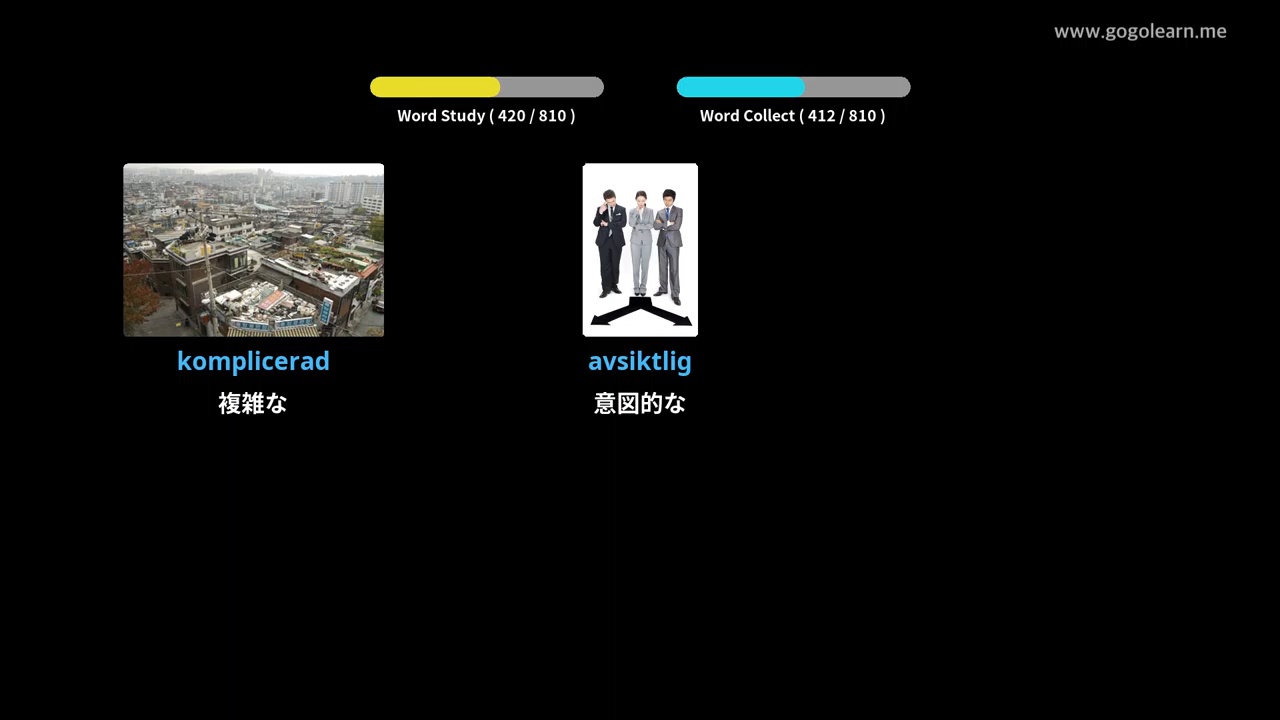 www.gogolearn.me
Word Study ( 420 / 810 )
Word Collect ( 412 / 810 )
komplicerad
複雑な
avsiktlig
意図的な